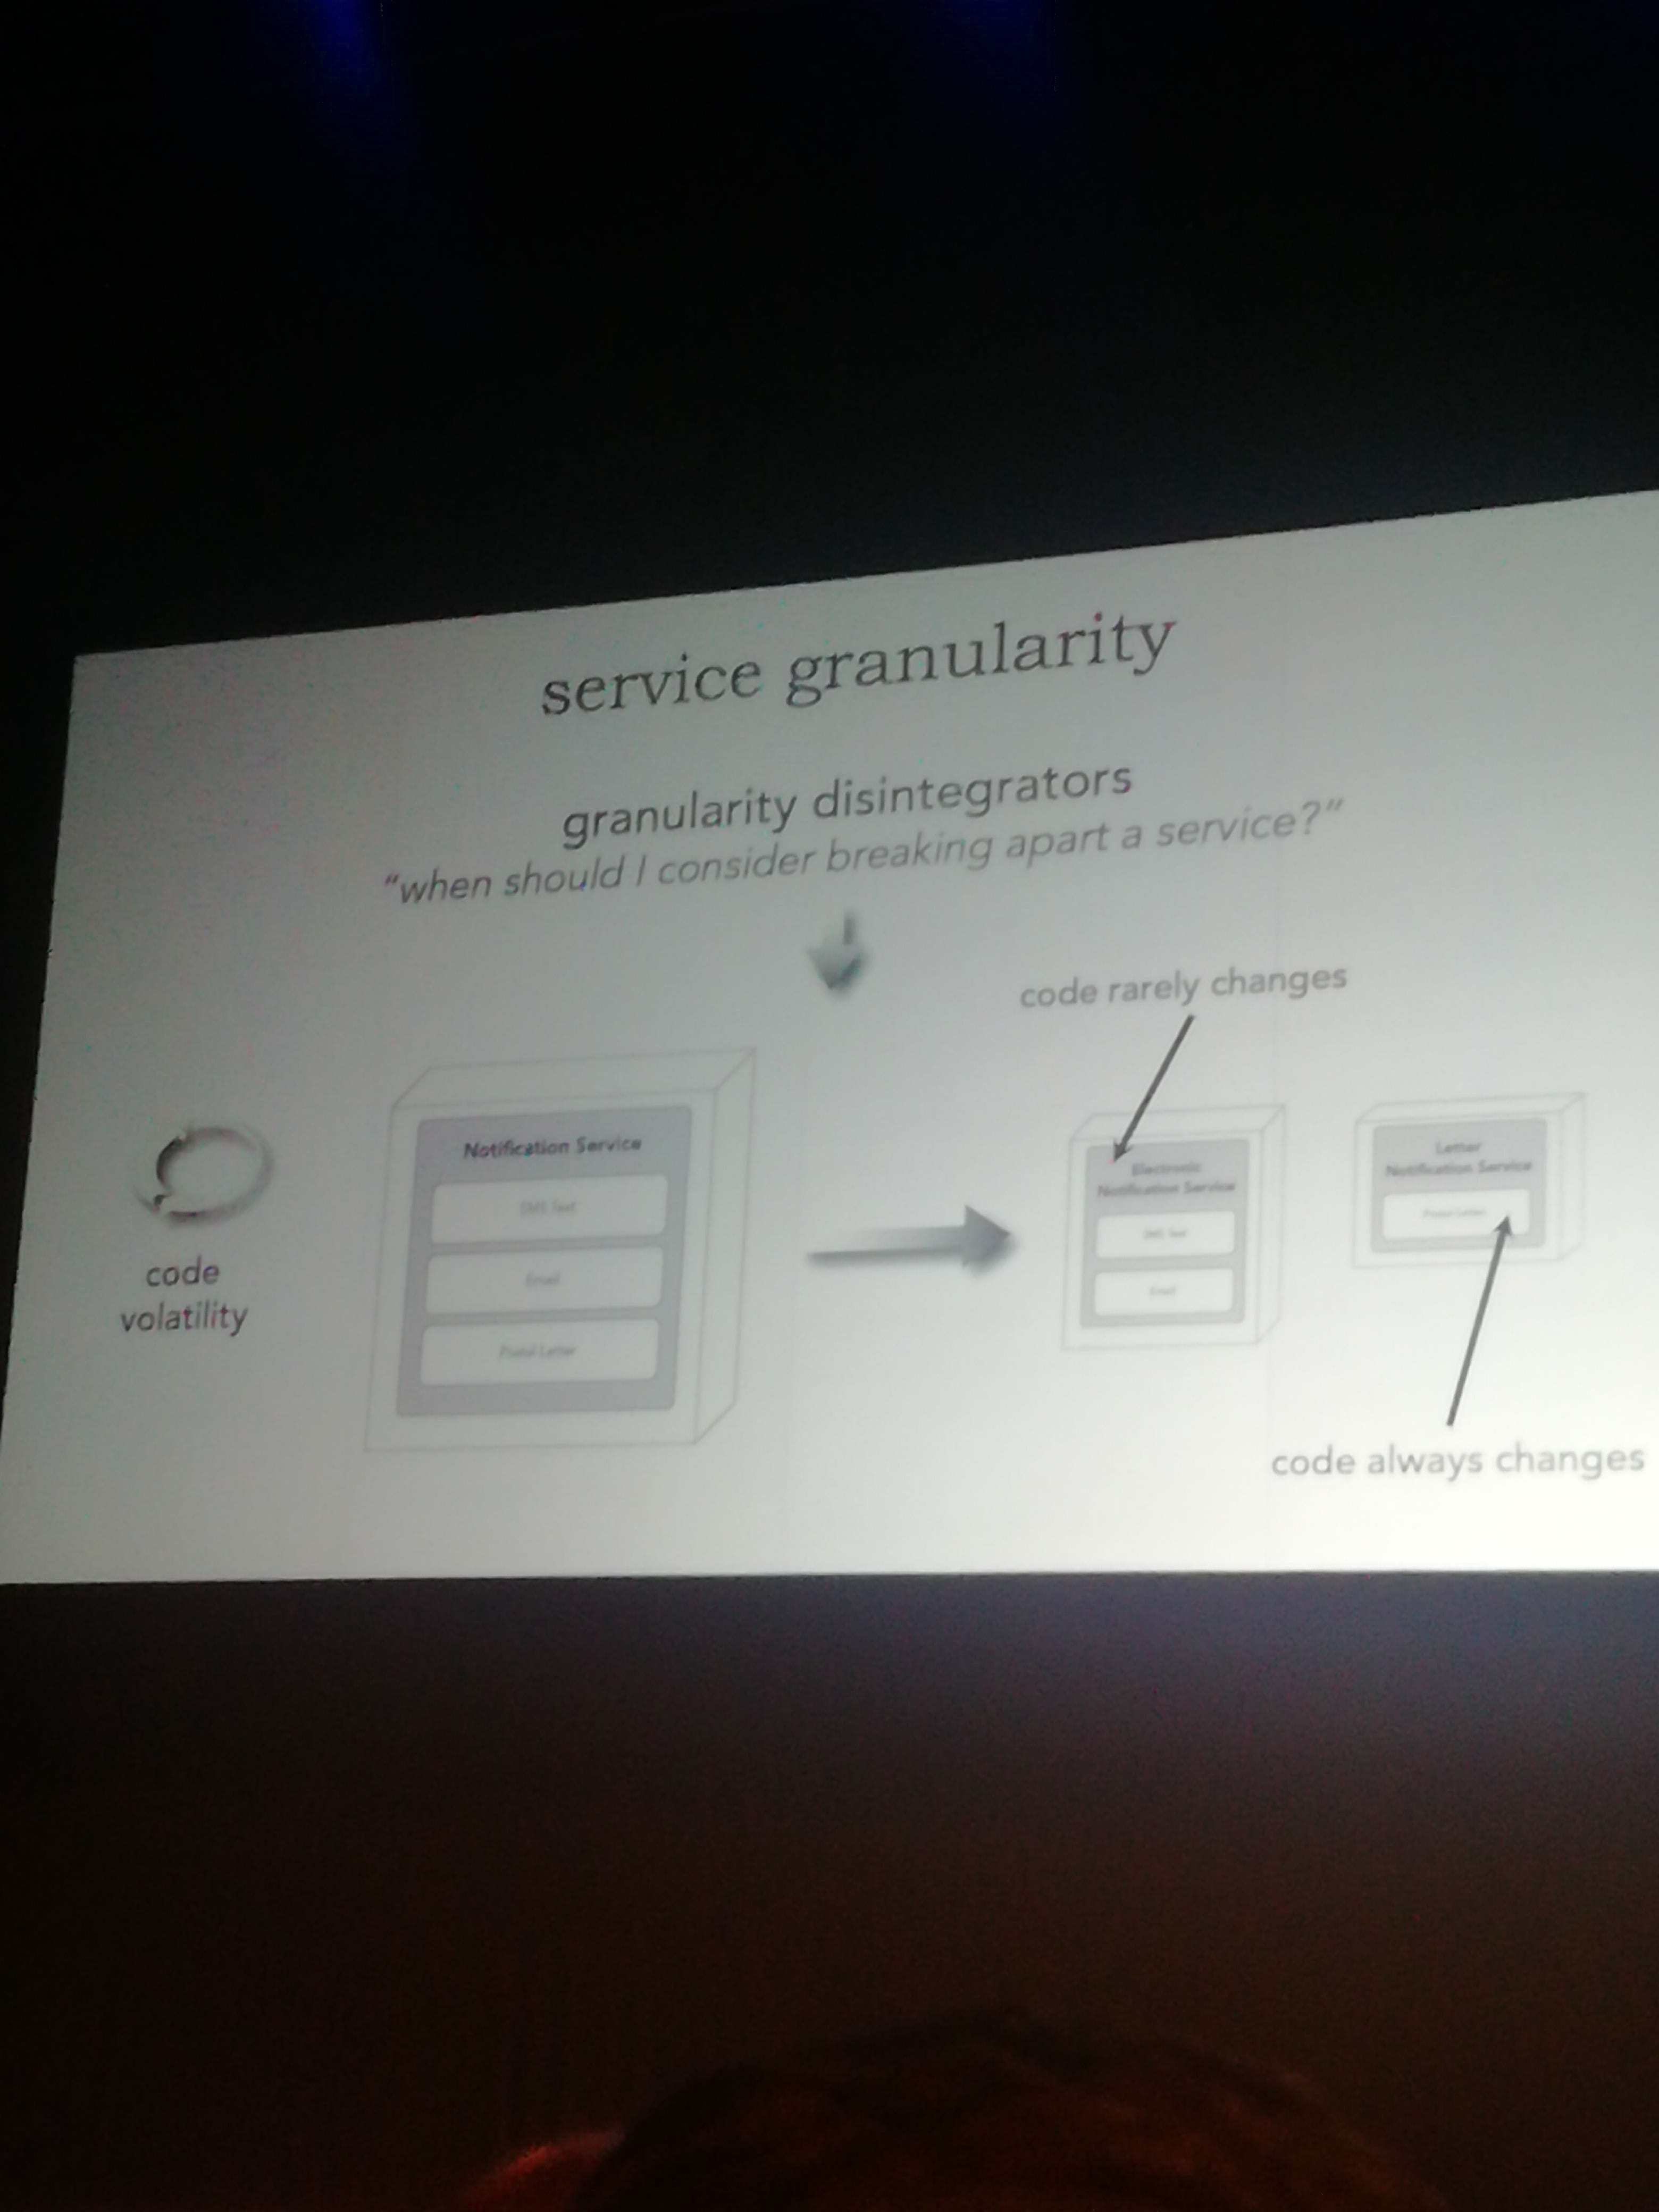 service granularity
granularity disintegrators
“when should I consider breaking apart a service?”
code rarely changes
code
volatility
Notification Service
SMS Text
Email
Postal Letter
Electronic
Notification Service
SMS Text
Email
Letter
Notification Service
Postal Letter
code always changes